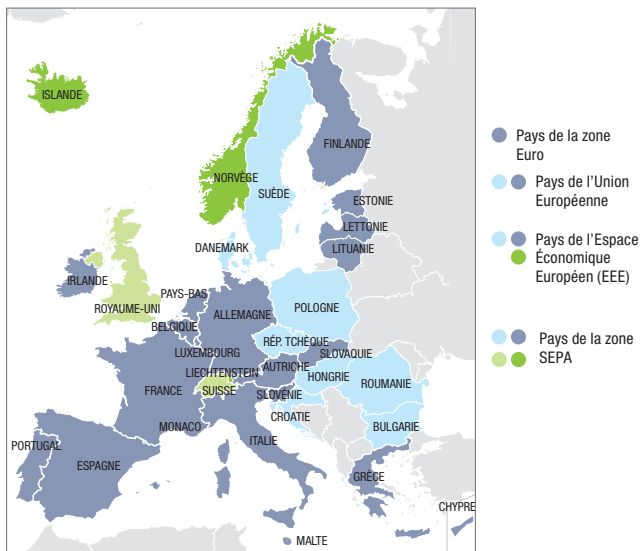 ISLANDE
FINLANDE
NORVÈGE
SUÈDE
ESTONIE
LETTONIE
LITUANIE
DANEMARK
IRLANDE
ROYAUME-UNI
PAYS-BAS
ALLEMAGNE
POLOGNE
BELGIQUE
RÉP. TCHÈQUE
LUXEMBOURG
SLOVAQUIE
LIECHTENSTEIN
AUTRICHE
HONGRIE
FRANCE
SUISSE
SLOVÉNIE
ROUMANIE
CROATIE
MONACO
BULGARIE
PORTUGAL
ESPAGNE
ITALIE
GRÈCE
CHYPRE
MALTE
Pays de la zone
Euro
Pays de l’Union
Européenne
Pays de l’Espace
Économique
Européen (EEE)
Pays de la zone
SEPA